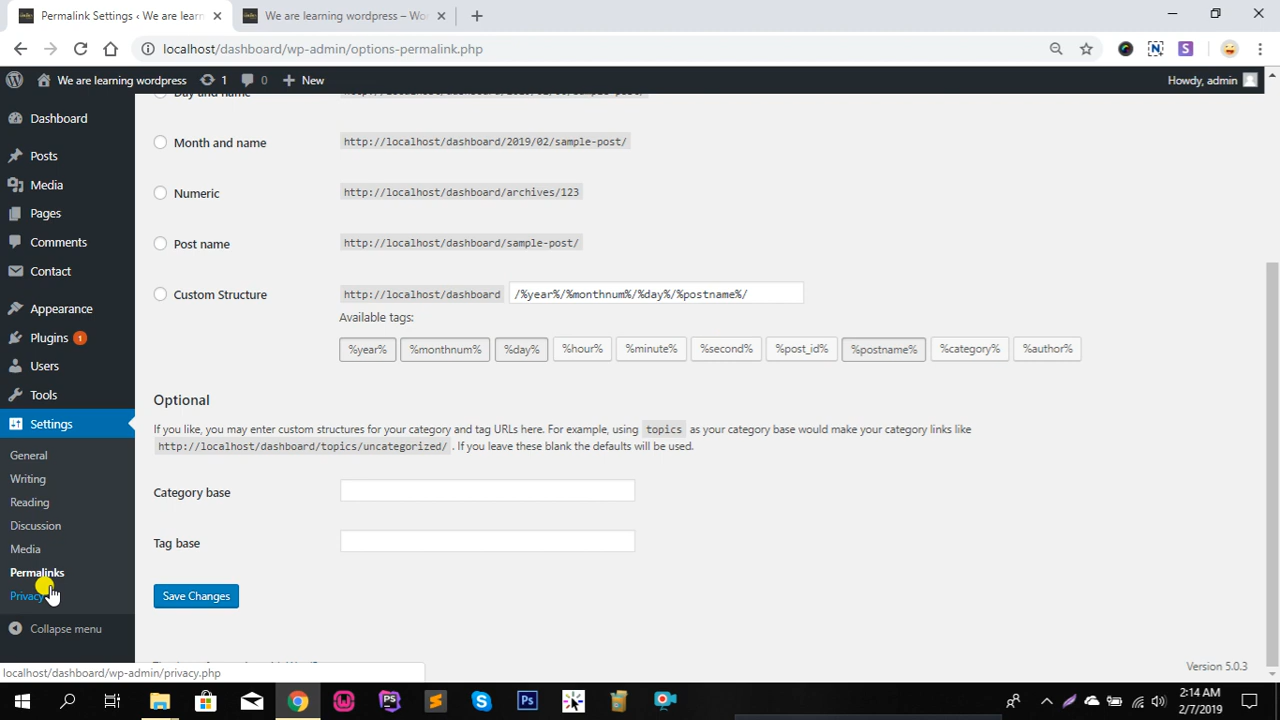 Permalink Settings ‹ We are learn
We are learning wordpress – Wor
localhost/dashboard/wp-admin/options-permalink.php
We are learning wordpress 1 0 New
Howdy, admin
Dashboard
Posts
Media
Pages
Comments
Contact
Appearance
Plugins 1
Users
Tools
Settings
General
Writing
Reading
Discussion
Media
Permalinks
Privacy
Collapse menu
Day and name
Month and name http://localhost/dashboard/2019/02/sample-post/
Numeric http://localhost/dashboard/archives/123
Post name http://localhost/dashboard/sample-post/
Custom Structure http://localhost/dashboard /%year%/%monthnum%/%day%/%postname%/
Available tags:
%year% %monthnum% %day% %hour% %minute% %second% %post_id% %postname% %category% %author%
Optional
If you like, you may enter custom structures for your category and tag URLs here. For example, using topics as your category base would make your category links like
http://localhost/dashboard/topics/uncategorized/ . If you leave these blank the defaults will be used.
Category base
Tag base
Save Changes
Version 5.0.3
localhost/dashboard/wp-admin/privacy.php
2:14 AM
2/7/2019